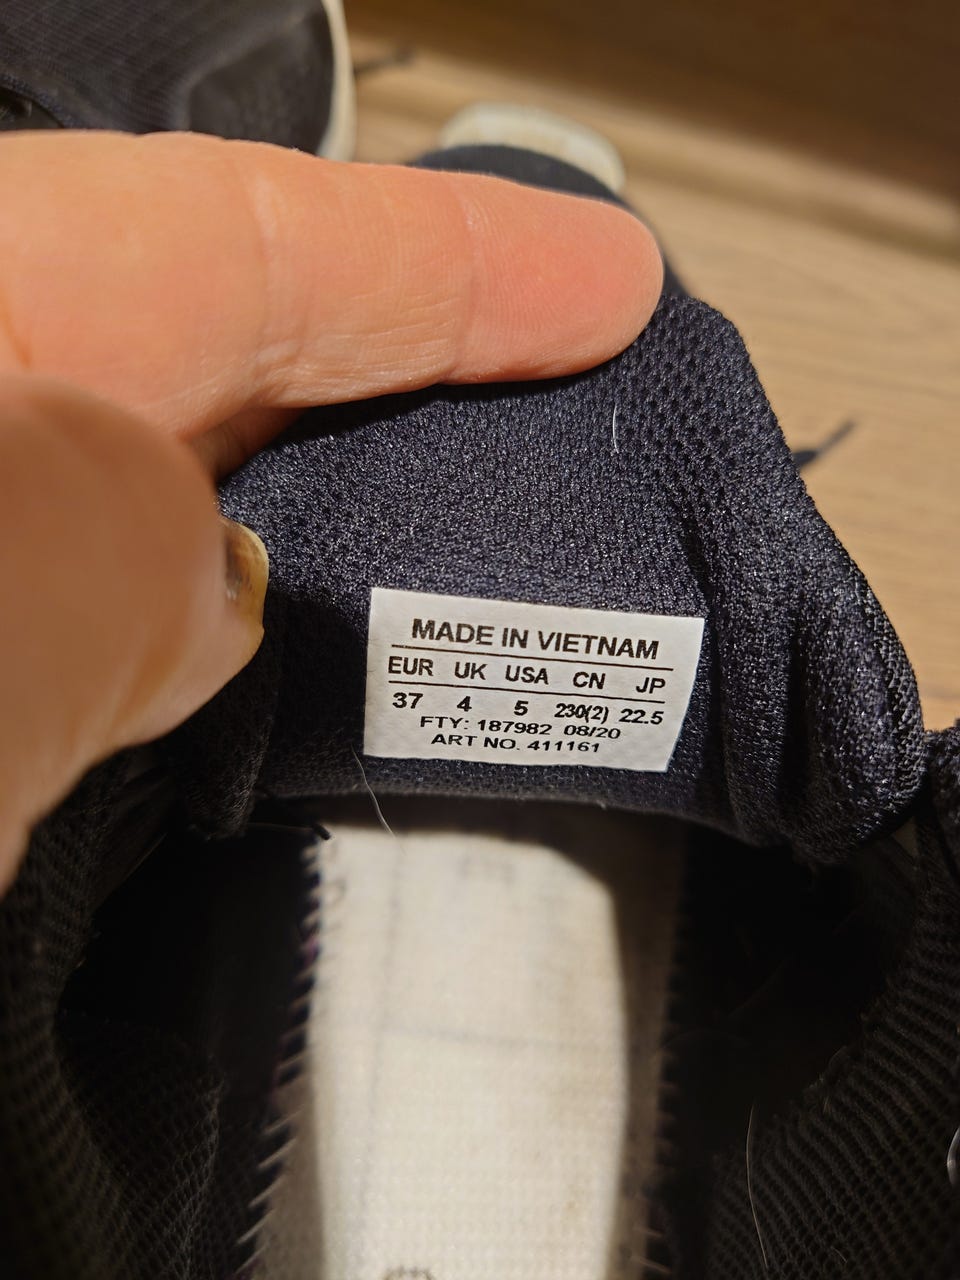 MADE IN VIETNAM
EUR UK USA CN JP
37 4 5 230(2) 22.5
FTY: 187982 08/20
ART NO. 411161